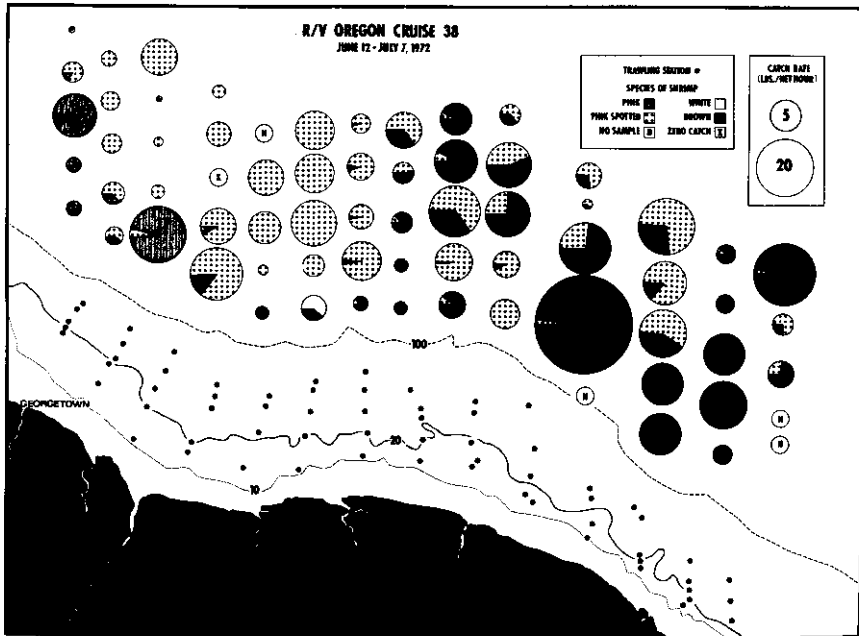 R/V OREGON CRUISE 38
JUNE 12 - JULY 7, 1972
TRAWLING STATION
SPECIES OF SHRIMP
PINK WHITE
PINK SPOTTED BROWN
NO SAMPLE N ZERO CATCH X
CATCH RATE
(LBS./NET HOUR)
5
20
N
X
N
N
N
100
GEORGETOWN
20
10